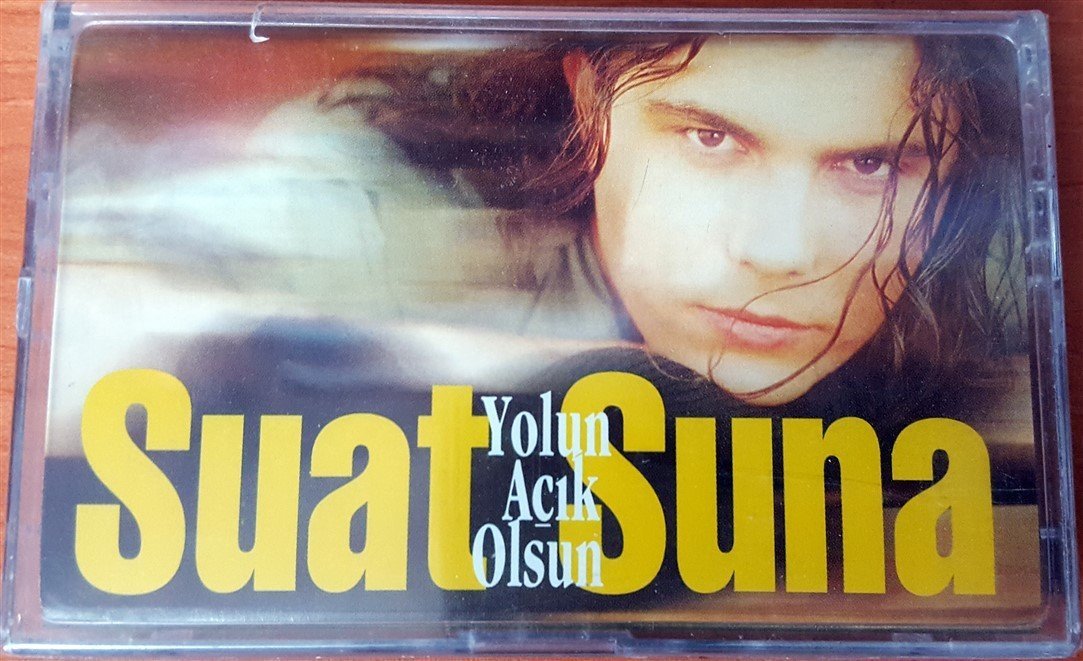 Suat Suna
Yolun
Açık
Olsun